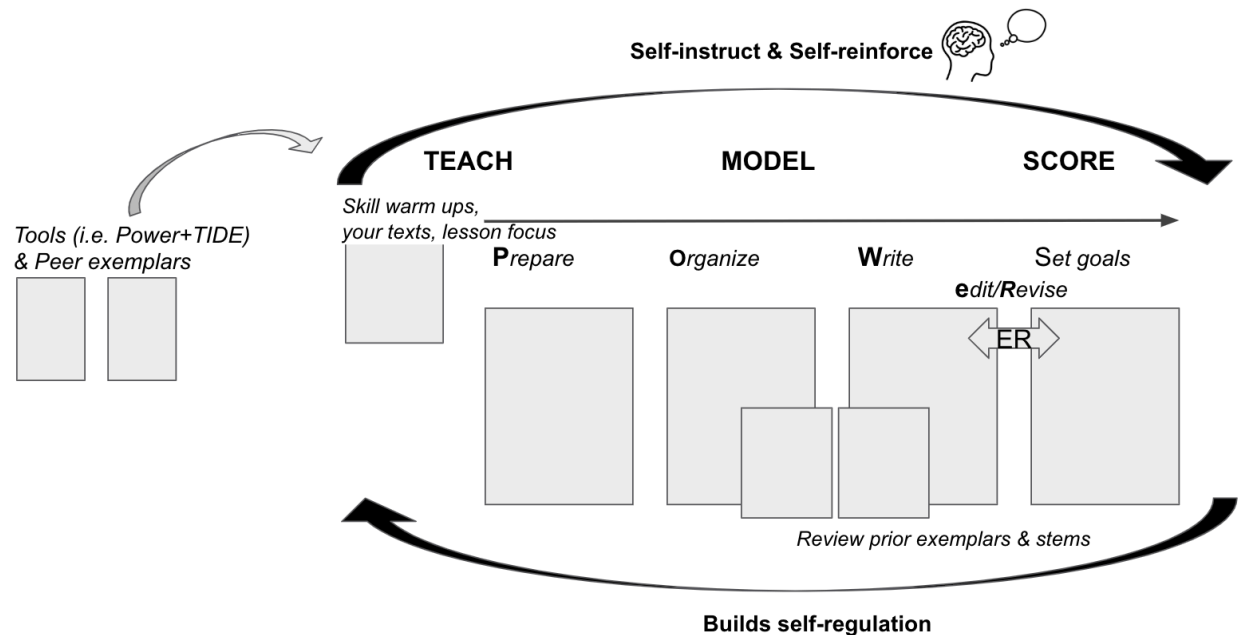 Self-instruct & Self-reinforce
TEACH
MODEL
SCORE
Skill warm ups,
your texts, lesson focus
Tools (i.e. Power+TIDE)
& Peer exemplars
Prepare
Organize
Write
Set goals
edit/Revise
ER
Review prior exemplars & stems
Builds self-regulation